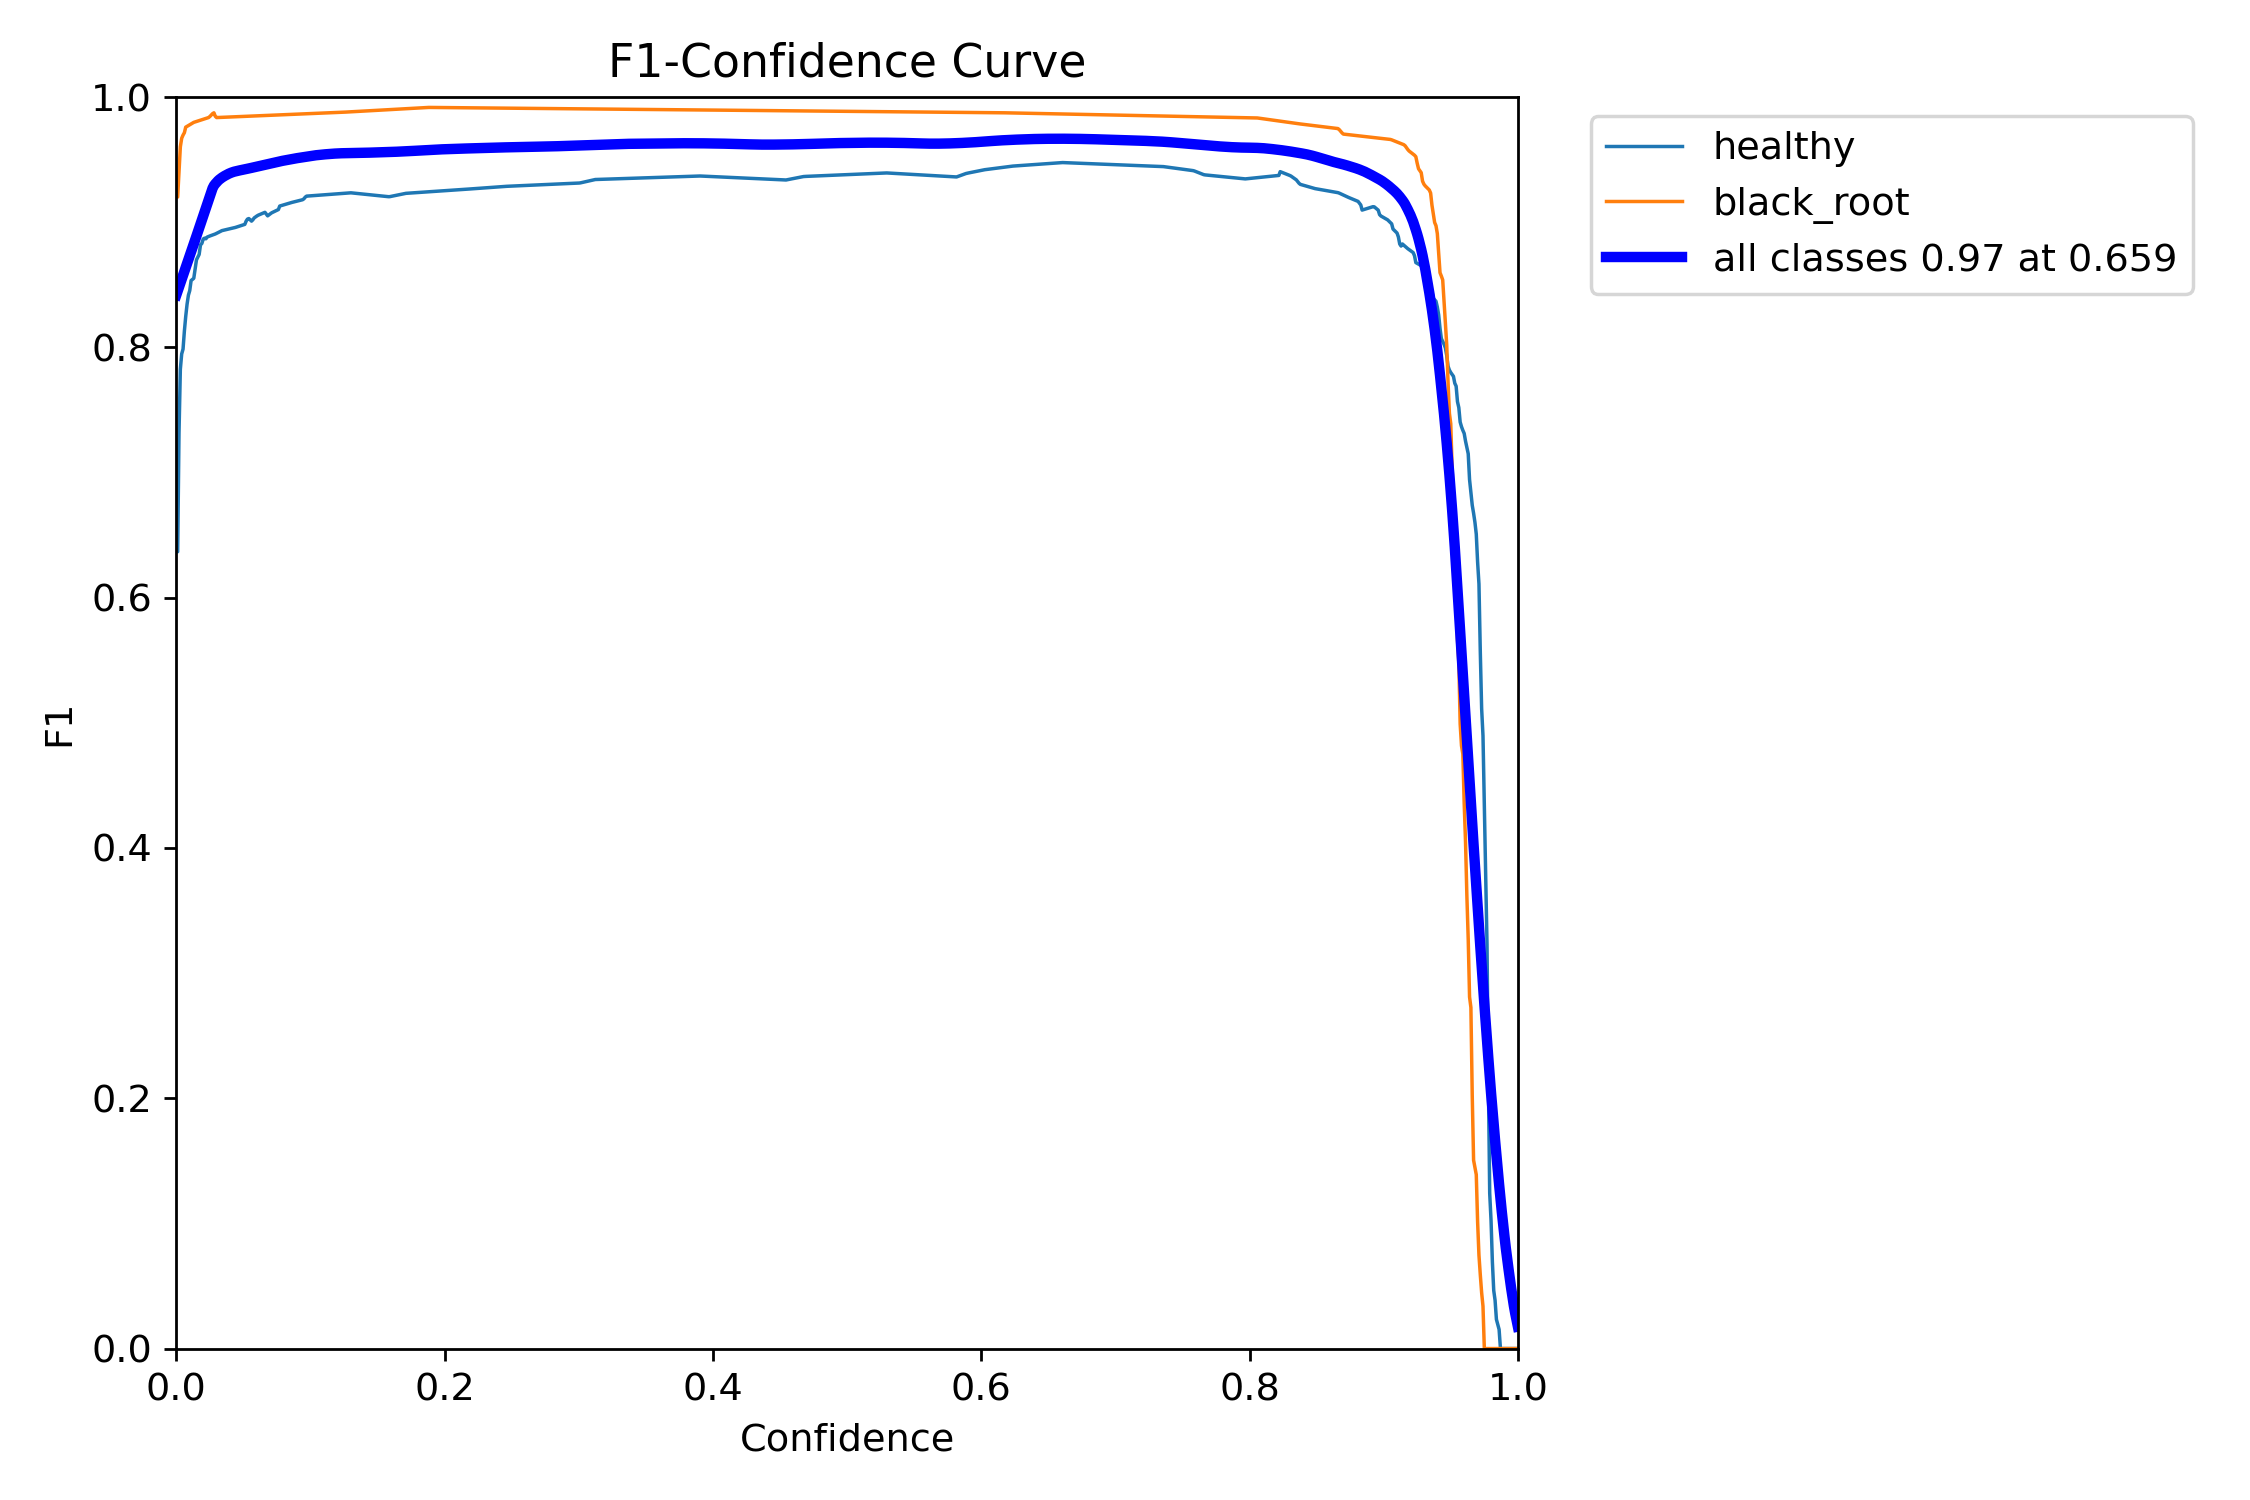 F1-Confidence Curve
1.0
0.8
0.6
0.4
0.2
0.0
F1
0.0 0.2 0.4 0.6 0.8 1.0
Confidence
healthy
black_root
all classes 0.97 at 0.659